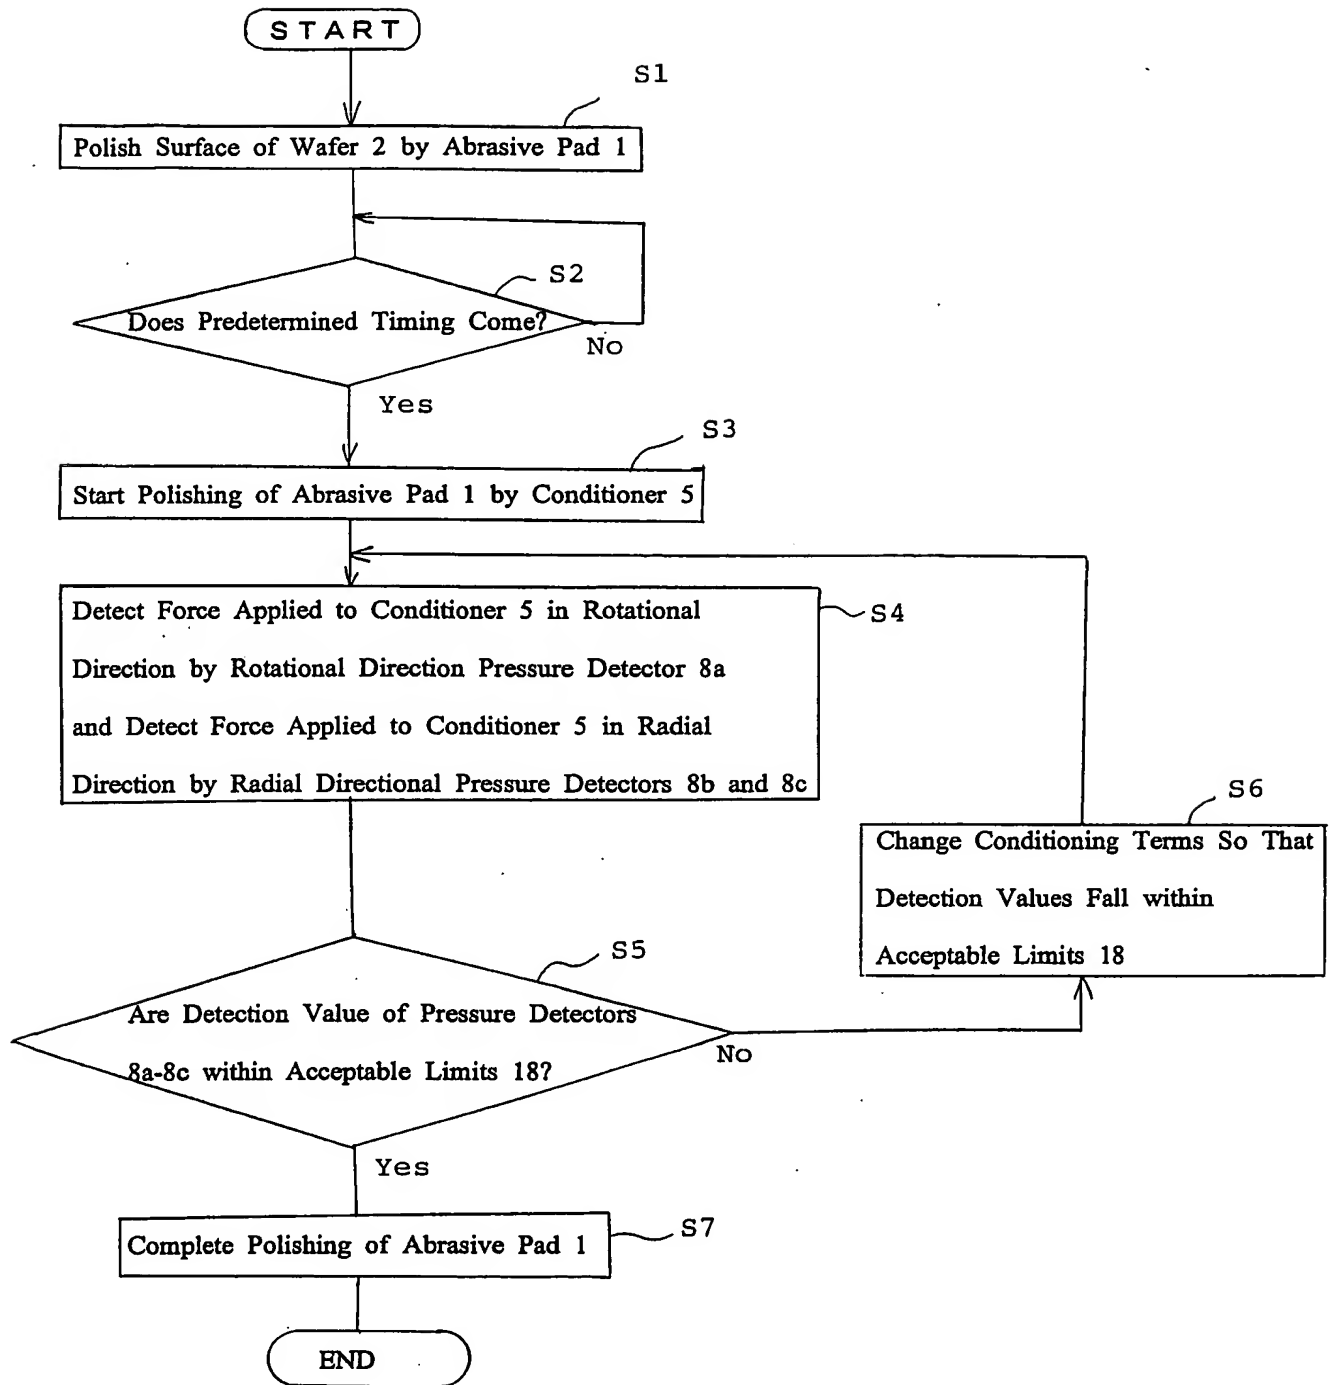 START
S1
Polish Surface of Wafer 2 by Abrasive Pad 1
S2
Does Predetermined Timing Come?
No
Yes
S3
Start Polishing of Abrasive Pad 1 by Conditioner 5
Detect Force Applied to Conditioner 5 in Rotational
Direction by Rotational Direction Pressure Detector 8a
and Detect Force Applied to Conditioner 5 in Radial
Direction by Radial Directional Pressure Detectors 8b and 8c
S4
S6
Change Conditioning Terms So That
Detection Values Fall within
Acceptable Limits 18
S5
Are Detection Value of Pressure Detectors
8a-8c within Acceptable Limits 18?
No
Yes
S7
Complete Polishing of Abrasive Pad 1
END